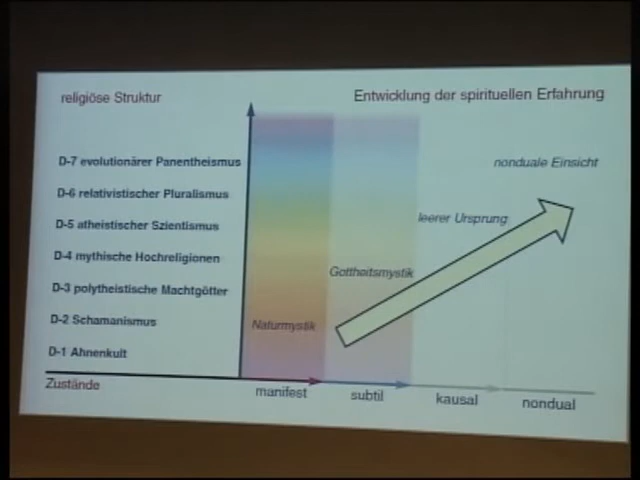 religiöse Struktur
Entwicklung der spirituellen Erfahrung
D-7 evolutionärer Panentheismus
nonduale Einsicht
D-6 relativistischer Pluralismus
leerer Ursprung
D-5 atheistischer Szientismus
D-4 mythische Hochreligionen
Gottheitsmystik
D-3 polytheistische Machtgötter
D-2 Schamanismus
Naturmystik
D-1 Ahnenkult
Zustände
manifest
subtil
kausal
nondual